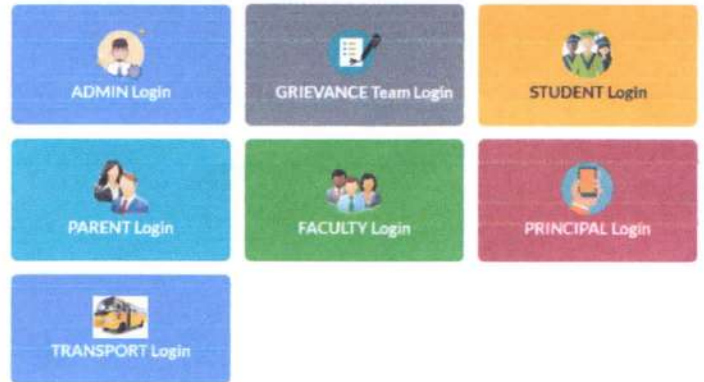 ADMIN Login
GRIEVANCE Team Login
STUDENT Login
PARENT Login
FACULTY Login
PRINCIPAL Login
TRANSPORT Login